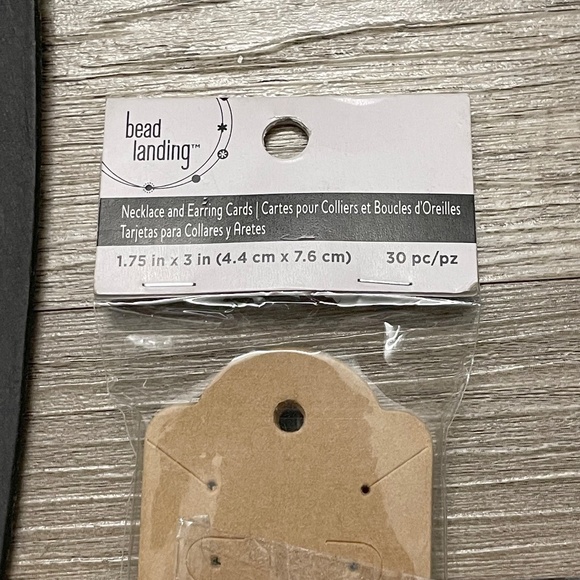 bead
landing™
Necklace and Earring Cards | Cartes pour Colliers et Boucles d'Oreilles
Tarjetas para Collares y Aretes
1.75 in x 3 in (4.4 cm x 7.6 cm) 30 pc/pz